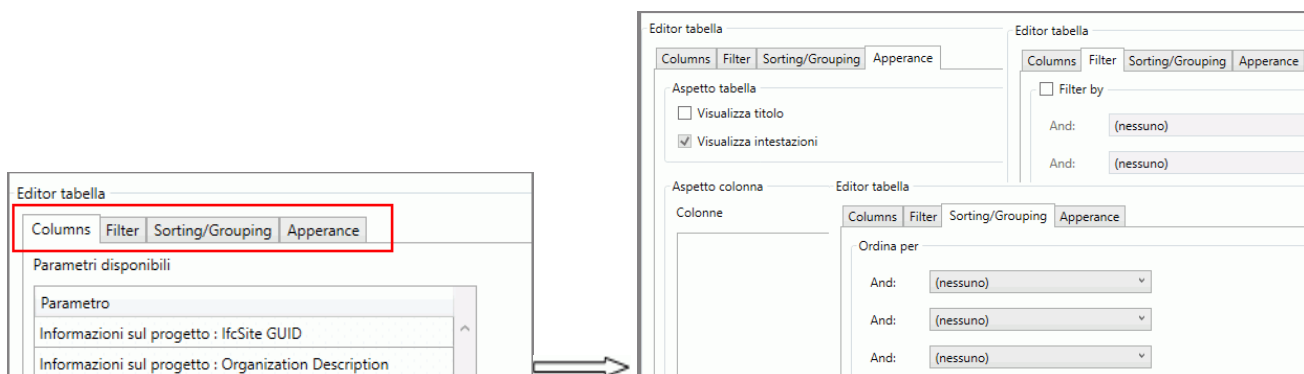 Editor tabella
Columns Filter Sorting/Grouping Apperance
Parametri disponibili
Parametro
Informazioni sul progetto : IfcSite GUID
Informazioni sul progetto : Organization Description
Editor tabella
Columns Filter Sorting/Grouping Apperance
Aspetto tabella
Visualizza titolo
Visualizza intestazioni
Aspetto colonna
Colonne
Editor tabella
Columns Filter Sorting/Grouping Apperance
Filter by
And: (nessuno)
And: (nessuno)
Editor tabella
Columns Filter Sorting/Grouping Apperance
Ordina per
And: (nessuno)
And: (nessuno)
And: (nessuno)